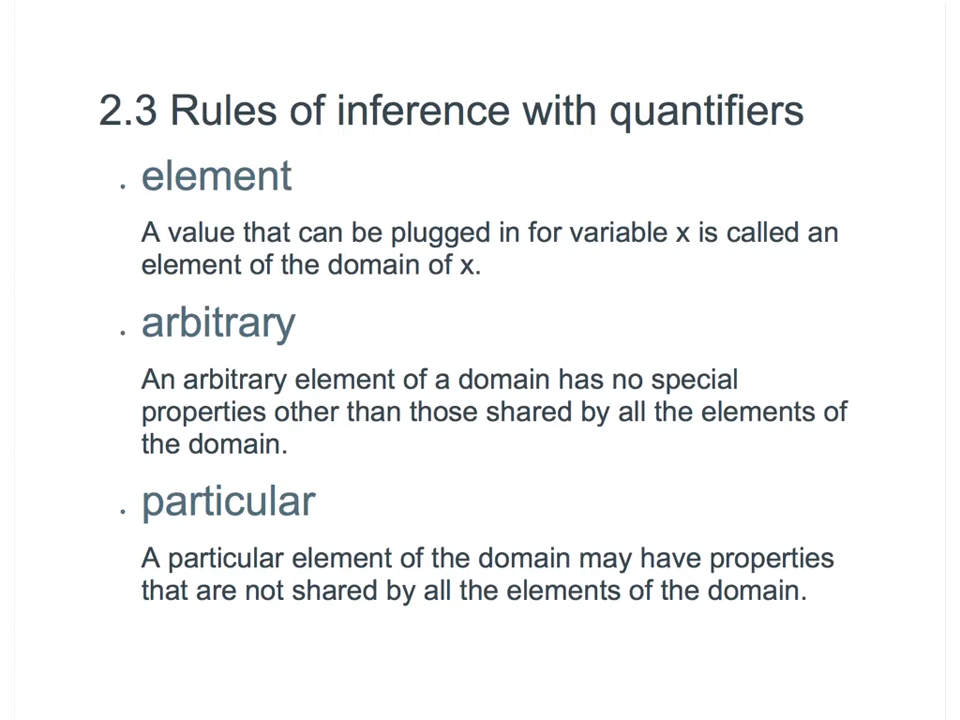 2.3 Rules of inference with quantifiers
. element
A value that can be plugged in for variable x is called an
element of the domain of x.
. arbitrary
An arbitrary element of a domain has no special
properties other than those shared by all the elements of
the domain.
. particular
A particular element of the domain may have properties
that are not shared by all the elements of the domain.